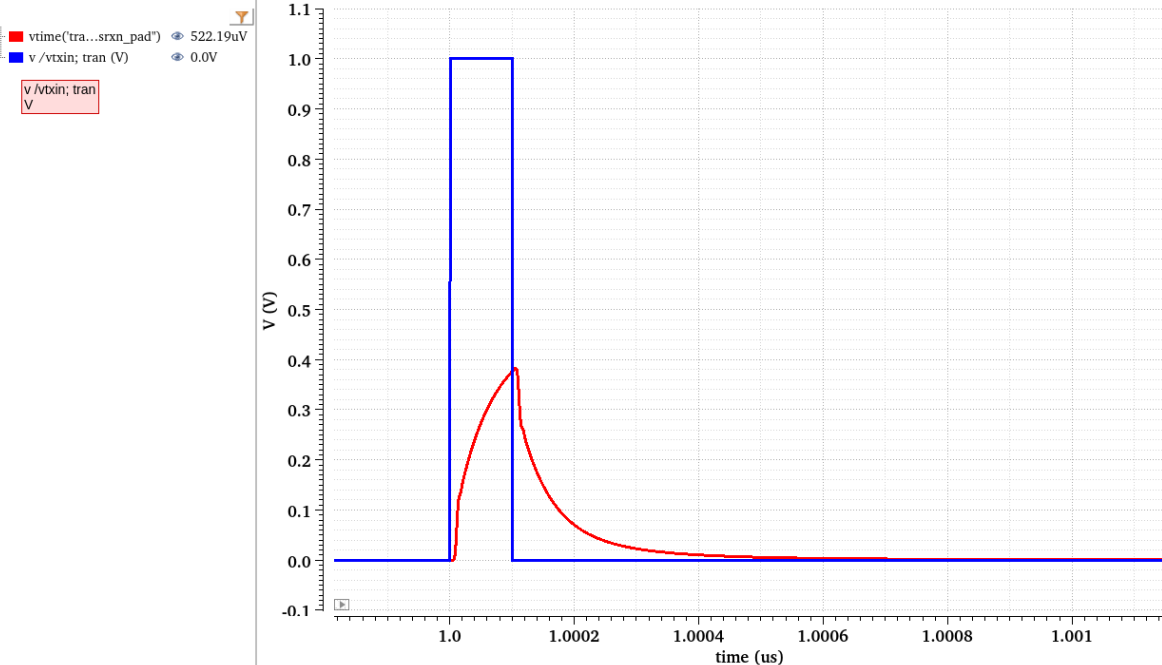 vtime('tra...srxn_pad") 522.19uV
v /vtxin; tran (V) 0.0V
v /vtxin; tran
V
1.1
1.0
0.9
0.8
0.7
0.6
0.5
0.4
0.3
0.2
0.1
0.0
-0.1
V (V)
1.0 1.0002 1.0004 1.0006 1.0008 1.001
time (us)